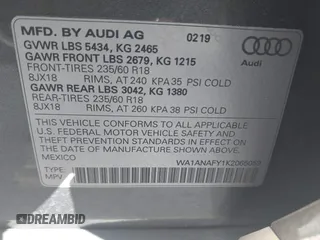 MFD. BY AUDI AG
02/19
GVWR LBS 5434, KG 2465
GAWR FRONT LBS 2679, KG 1215
FRONT-TIRES 235/60 R18
8JX18 RIMS, AT 240 KPA 35 PSI COLD
GAWR REAR LBS 3042, KG 1380
REAR-TIRES 235/60 R18
8JX18 RIMS, AT 260 KPA 38 PSI COLD
Audi
THIS VEHICLE CONFORMS TO ALL APPLICABLE
U.S. FEDERAL MOTOR VEHICLE SAFETY,
BUMPER AND THEFT PREVENTION
STANDARDS IN EFFECT ON THE DATE
OF MANUFACTURE SHOWN ABOVE.
MEXICO
TYPE:
MPV
DREAMBID